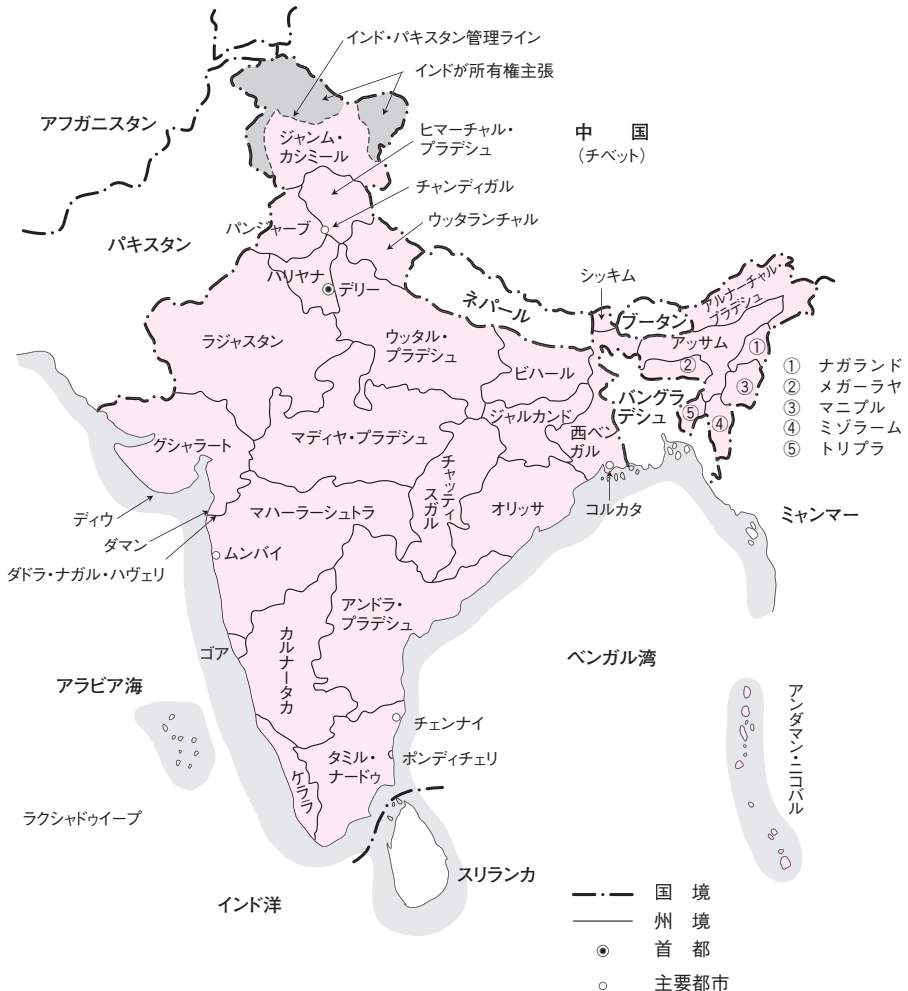 インド・パキスタン管理ライン
インドが所有権主張
アフガニスタン
ジャンム・
カシミール
ヒマーチャル・
プラデシュ
中　国
（チベット）
チャンディガル
パンジャーブ
ウッタランチャル
パキスタン
ハリヤナ
デリー
シッキム
ネパール
ブータン
アルナーチャル・
プラデシュ
ラジャスタン
ウッタル・
プラデシュ
アッサム
ビハール
①
②
③
④
⑤
バングラ
デシュ
① ナガランド
② メガーラヤ
③ マニプル
④ ミゾラーム
⑤ トリプラ
ジャルカンド
グシャラート
マディヤ・プラデシュ
西ベン
ガル
チャッティ
スガル
オリッサ
マハーラーシュトラ
コルカタ
ミャンマー
ディウ
ダマン
ムンバイ
ダドラ・ナガル・ハヴェリ
アンドラ・
プラデシュ
カルナータカ
ゴア
ベンガル湾
アラビア海
アンダマン・ニコバル
チェンナイ
タミル・
ナードゥ
ポンディチェリ
ケララ
ラクシャドゥイープ
スリランカ
インド洋
国　境
州　境
首　都
主要都市